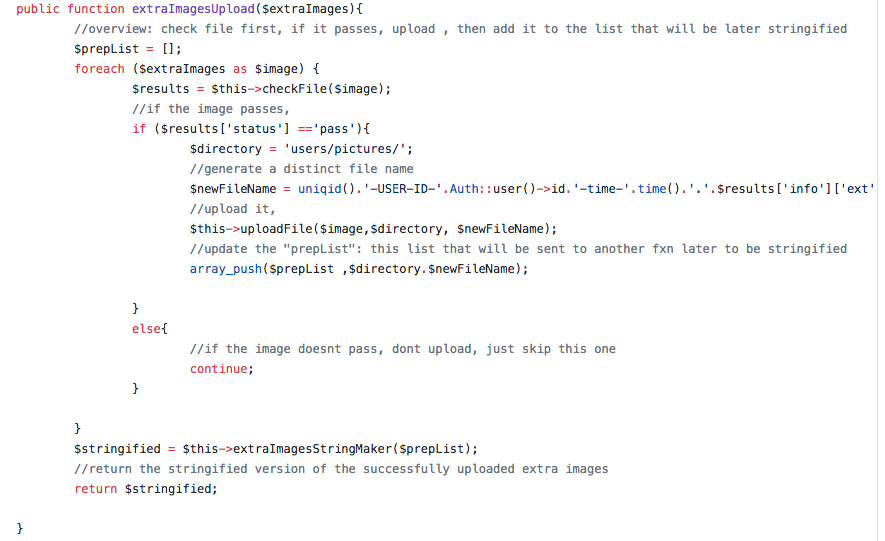 public function extraImagesUpload($extraImages){
//overview: check file first, if it passes, upload , then add it to the list that will be later stringified
$prepList = [];
foreach ($extraImages as $image) {
$results = $this->checkFile($image);
//if the image passes,
if ($results['status'] =='pass'){
$directory = 'users/pictures/';
//generate a distinct file name
$newFileName = uniqid().'-USER-ID-'.Auth::user()->id.'-time-'.time().'.'.$results['info']['ext'
//upload it,
$this->uploadFile($image,$directory, $newFileName);
//update the "prepList": this list that will be sent to another fxn later to be stringified
array_push($prepList ,$directory.$newFileName);
}
else{
//if the image doesnt pass, dont upload, just skip this one
continue;
}
}
$stringified = $this->extraImagesStringMaker($prepList);
//return the stringified version of the successfully uploaded extra images
return $stringified;
}